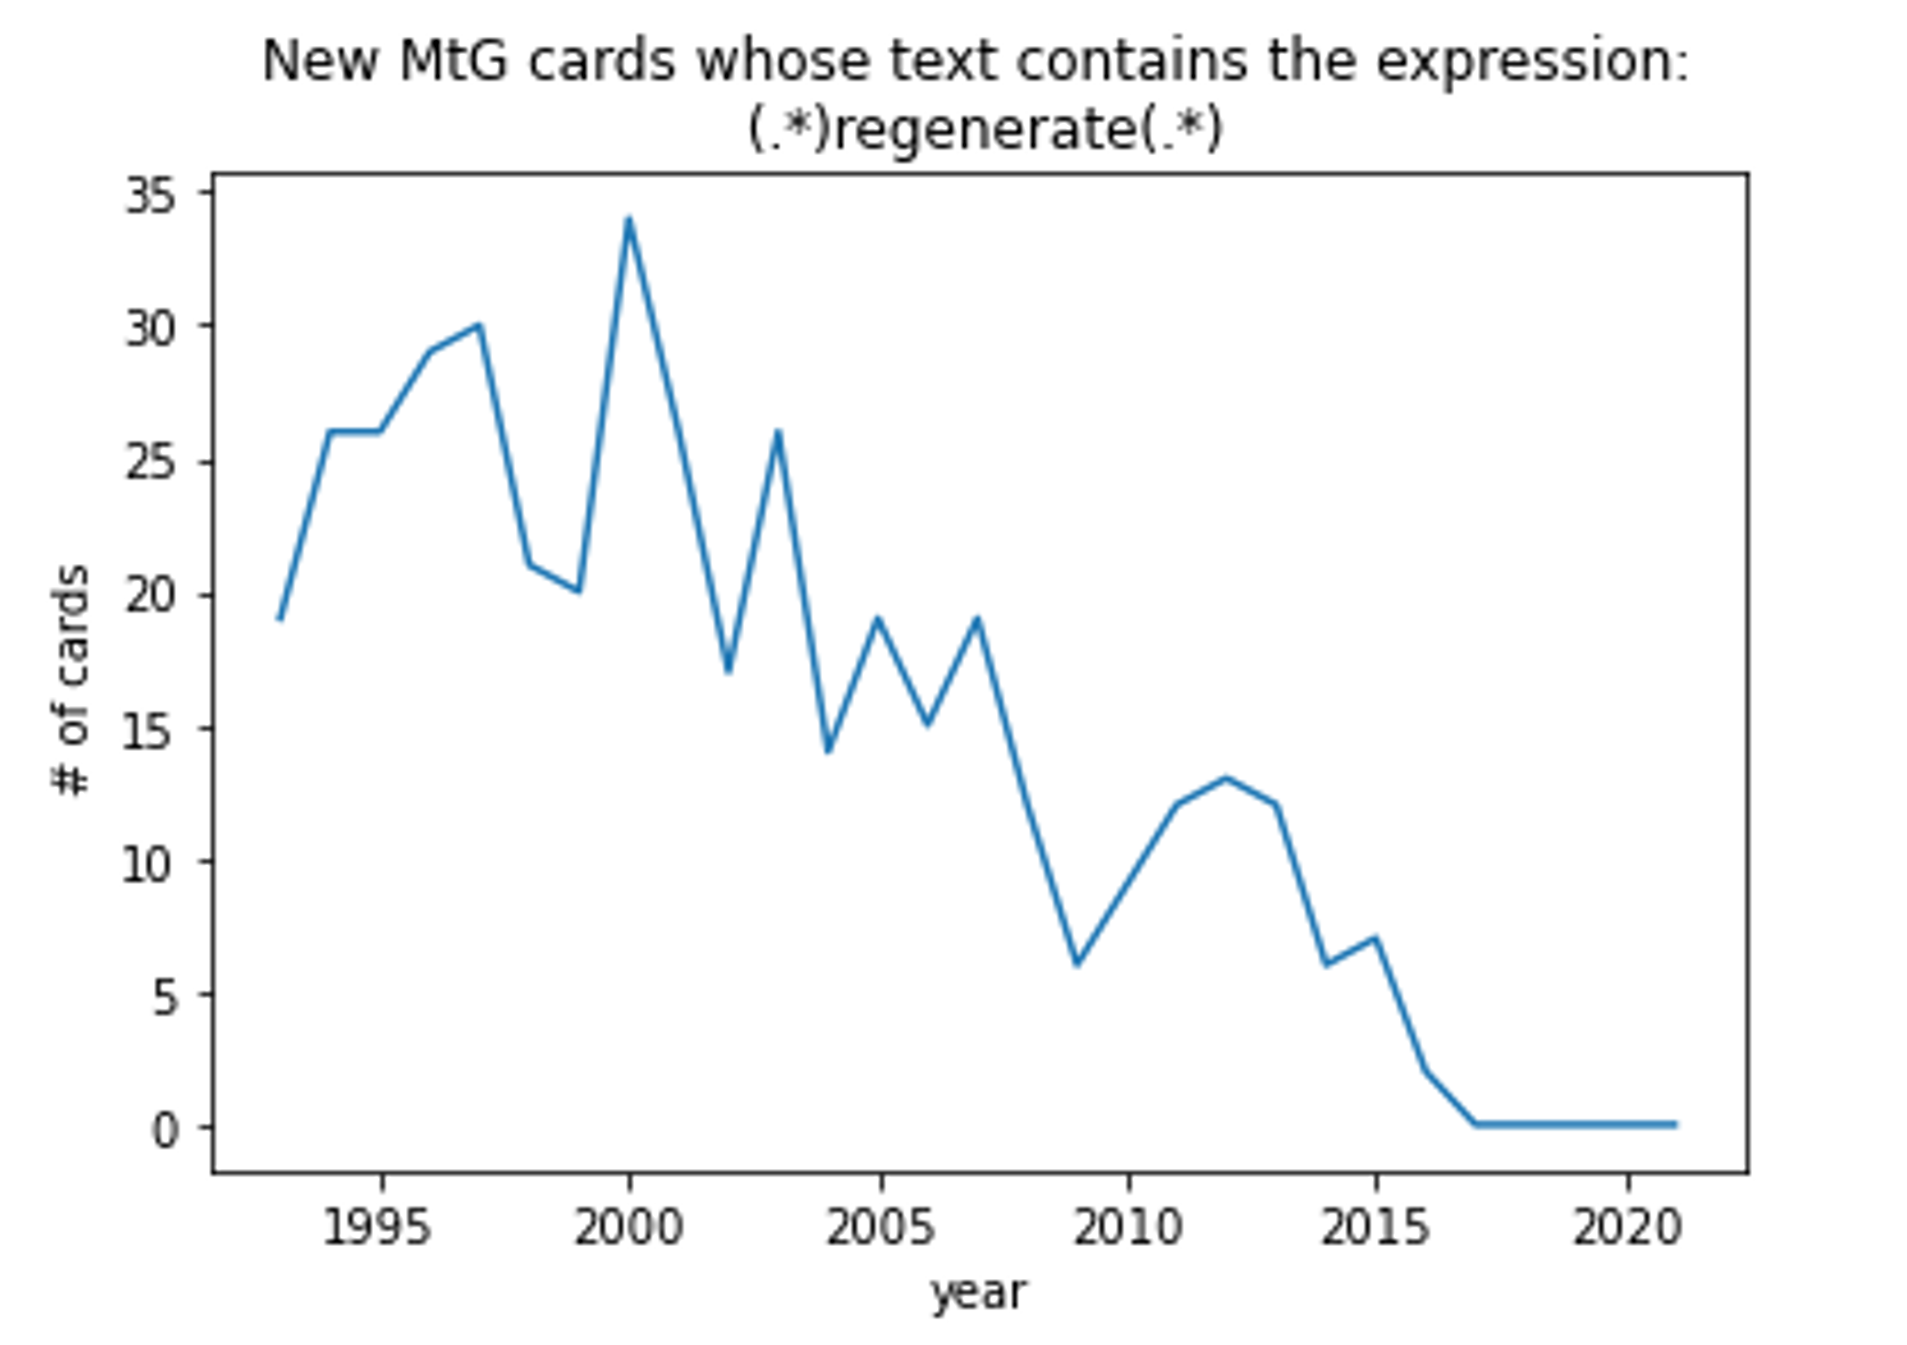 New MtG cards whose text contains the expression:
(.*)regenerate(.*)
35
30
25
20
15
10
5
0
# of cards
1995 2000 2005 2010 2015 2020
year